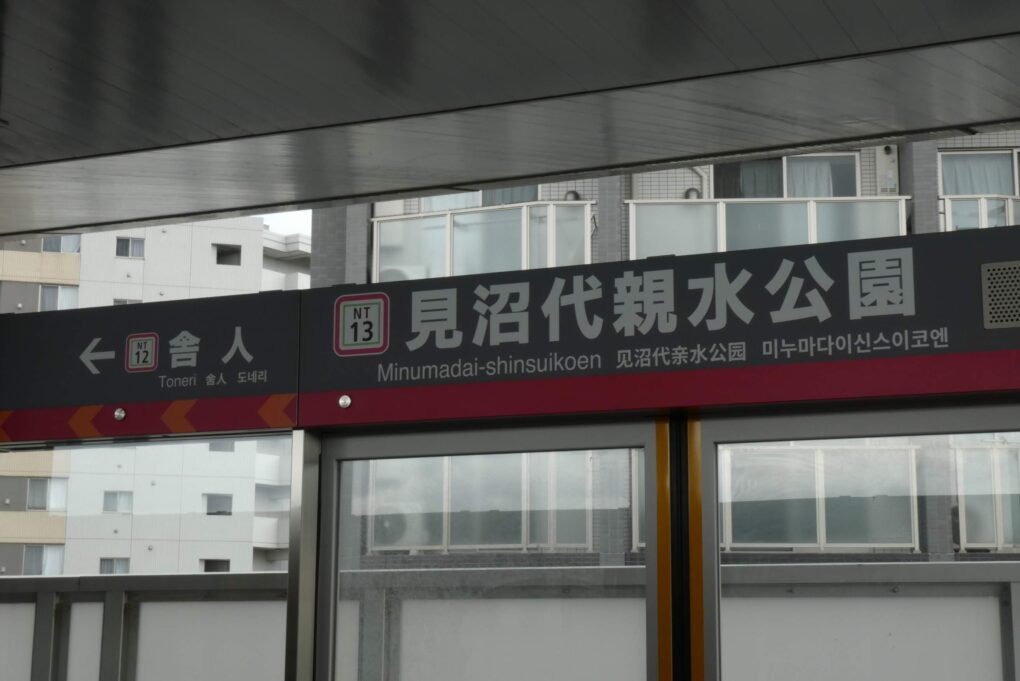 ← NT 12 舎人
Toneri 舎人 도네리
NT 13 見沼代親水公園
Minumadai-shinsuikoen 见沼代亲水公园 미누마다이신스이코엔